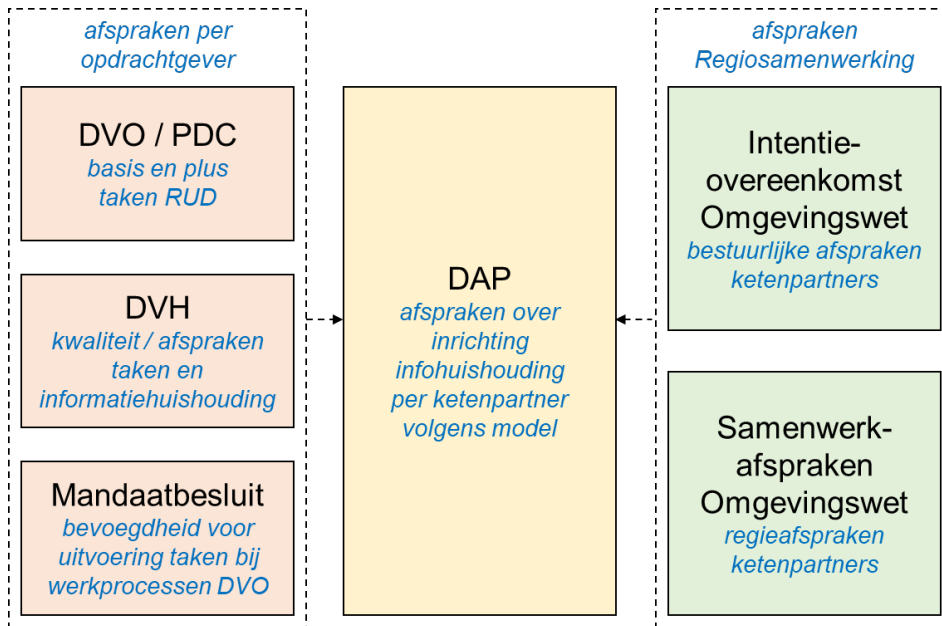 afspraken per
opdrachtgever
DVO / PDC
basis en plus
taken RUD
DVH
kwaliteit / afspraken
taken en
informatiehuishouding
Mandaatbesluit
bevoegdheid voor
uitvoering taken bij
werkprocessen DVO
DAP
afspraken over
inrichting
infohuishouding
per ketenpartner
volgens model
afspraken
Regiosamenwerking
Intentie-
overeenkomst
Omgevingswet
bestuurlijke afspraken
ketenpartners
Samenwerk-
afspraken
Omgevingswet
regieafspraken
ketenpartners